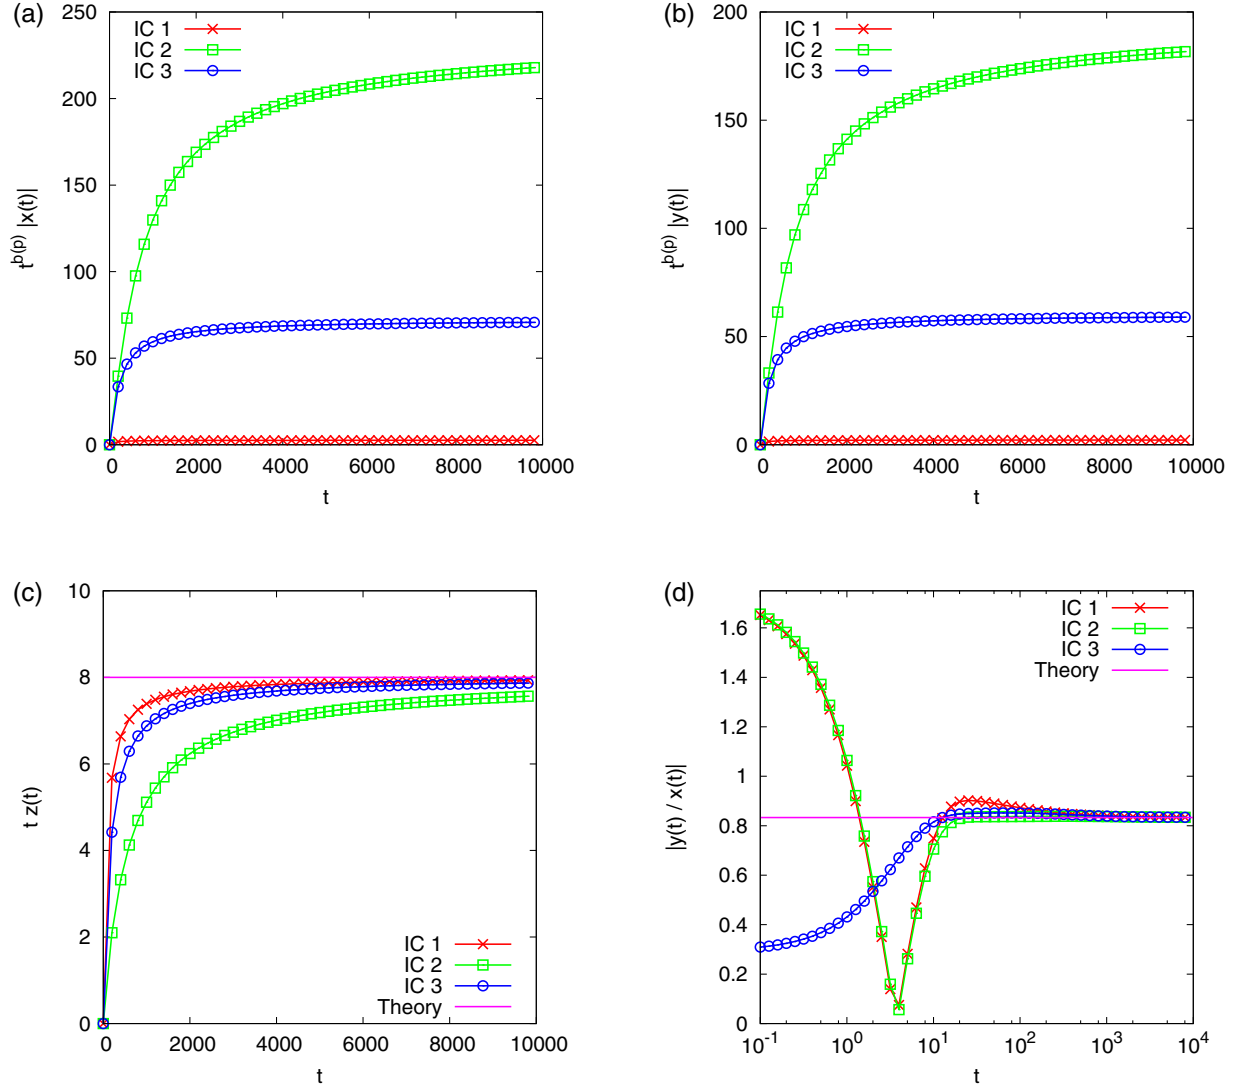 (a)
250
200
150
100
50
0
t^b(p) |x(t)|
IC 1
IC 2
IC 3
0 2000 4000 6000 8000 10000
t
(b)
200
150
100
50
0
t^b(p) |y(t)|
IC 1
IC 2
IC 3
0 2000 4000 6000 8000 10000
t
(c)
10
8
6
4
2
0
t z(t)
IC 1
IC 2
IC 3
Theory
0 2000 4000 6000 8000 10000
t
(d)
1.6
1.4
1.2
1
0.8
0.6
0.4
0.2
0
|y(t) / x(t)|
IC 1
IC 2
IC 3
Theory
10^-1 10^0 10^1 10^2 10^3 10^4
t